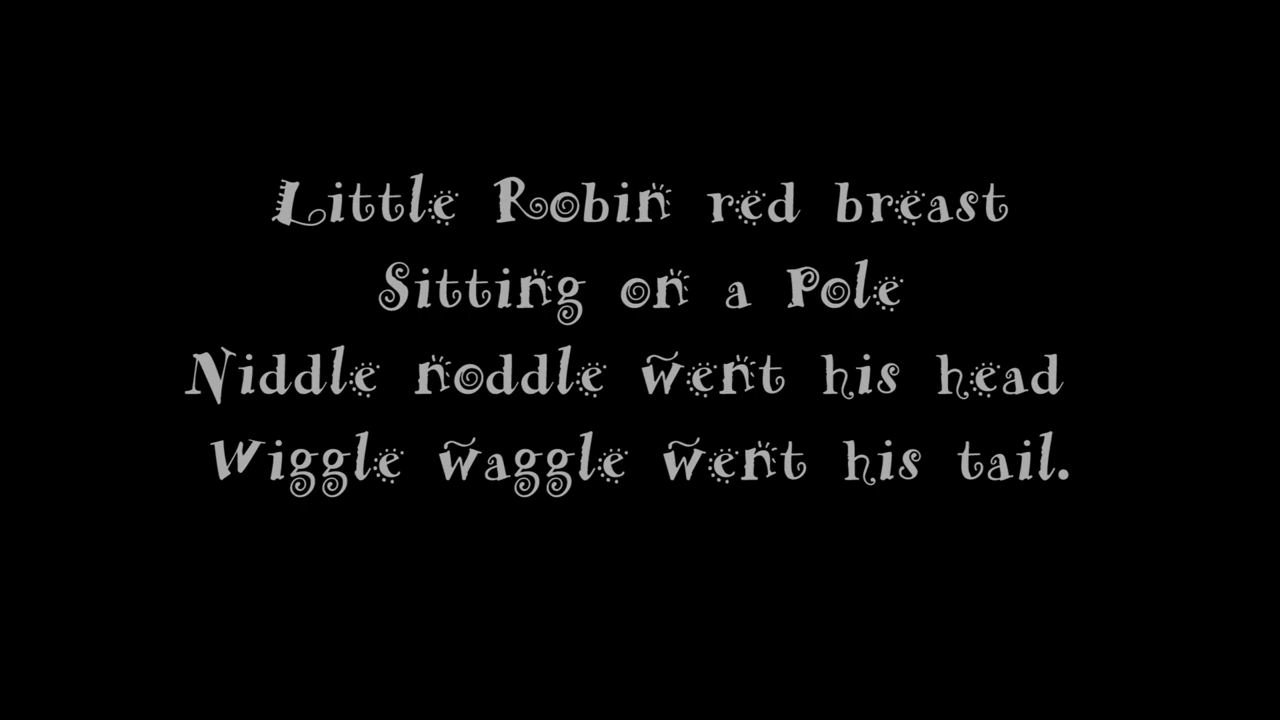 Little Robin red breast
Sitting on a Pole
Niddle noddle went his head
Wiggle waggle went his tail.